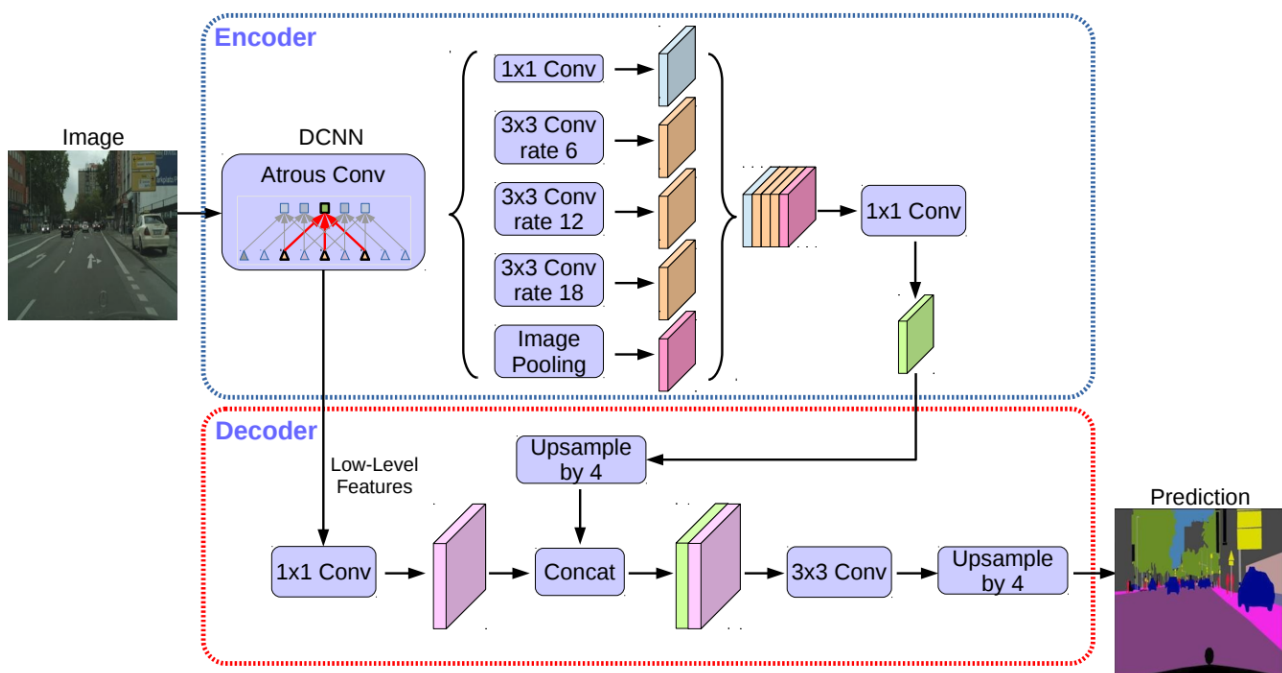 Encoder
Image
DCNN
Atrous Conv
1x1 Conv
3x3 Conv
rate 6
3x3 Conv
rate 12
3x3 Conv
rate 18
Image
Pooling
1x1 Conv
Decoder
Low-Level
Features
Upsample
by 4
1x1 Conv
Concat
3x3 Conv
Upsample
by 4
Prediction